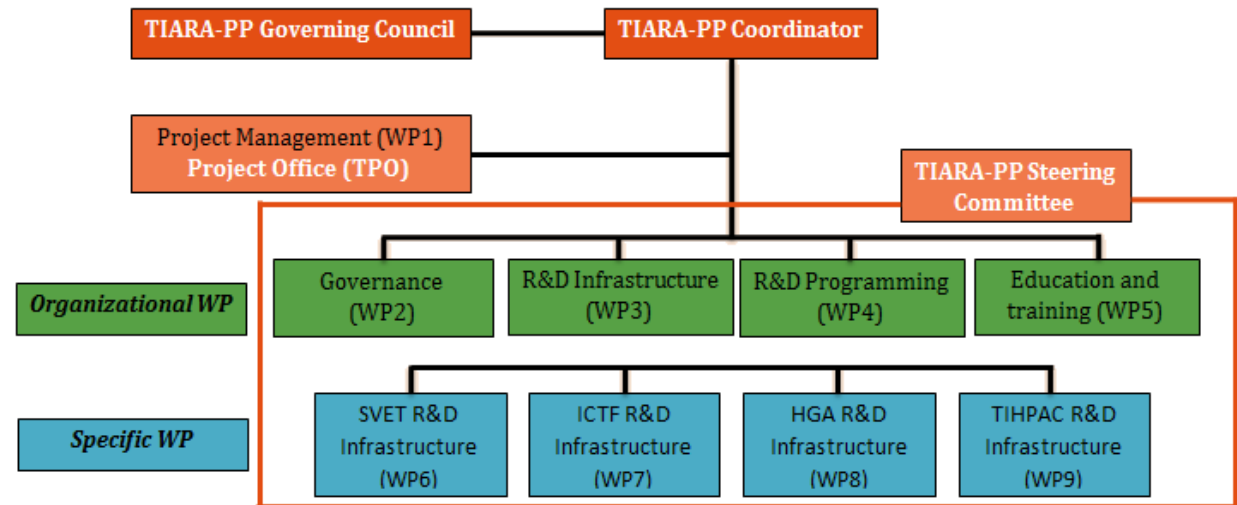 TIARA-PP Governing Council
TIARA-PP Coordinator
Project Management (WP1)
Project Office (TPO)
TIARA-PP Steering
Committee
Organizational WP
Governance
(WP2)
R&D Infrastructure
(WP3)
R&D Programming
(WP4)
Education and
training (WP5)
Specific WP
SVET R&D
Infrastructure
(WP6)
ICTF R&D
Infrastructure
(WP7)
HGA R&D
Infrastructure
(WP8)
TIHPAC R&D
Infrastructure
(WP9)